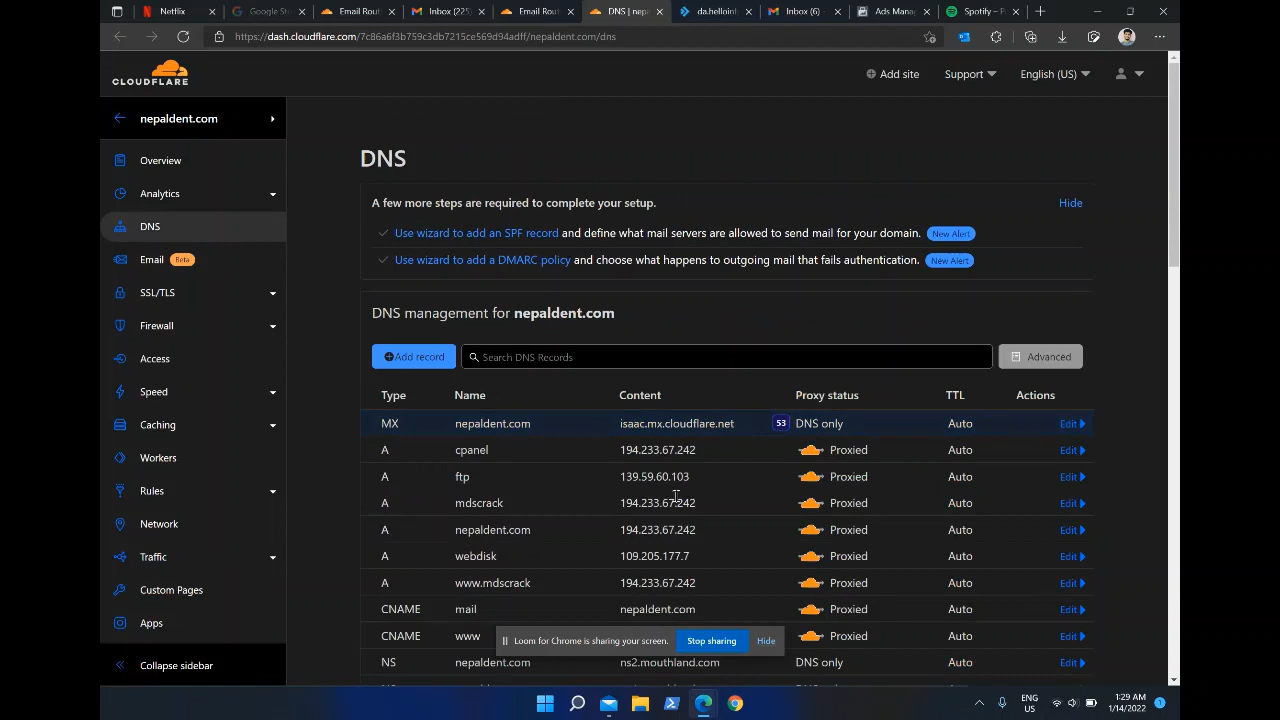 Netflix
Google St
Email Rout
Inbox (225)
Email Rout
DNS | nepa
da.helloinf
Inbox (6)
Ads Mana
Spotify – P
https://dash.cloudflare.com/7c86a6f3b759c3db7215ce569d94adff/nepaldent.com/dns
CLOUDFLARE
Add site
Support
English (US)
nepaldent.com
Overview
Analytics
DNS
Email Beta
SSL/TLS
Firewall
Access
Speed
Caching
Workers
Rules
Network
Traffic
Custom Pages
Apps
Collapse sidebar
DNS
A few more steps are required to complete your setup.
Hide
Use wizard to add an SPF record and define what mail servers are allowed to send mail for your domain. New Alert
Use wizard to add a DMARC policy and choose what happens to outgoing mail that fails authentication. New Alert
DNS management for nepaldent.com
Add record
Search DNS Records
Advanced
Type Name Content Proxy status TTL Actions
MX nepaldent.com isaac.mx.cloudflare.net 53 DNS only Auto Edit
A cpanel 194.233.67.242 Proxied Auto Edit
A ftp 139.59.60.103 Proxied Auto Edit
A mdscrack 194.233.67.242 Proxied Auto Edit
A nepaldent.com 194.233.67.242 Proxied Auto Edit
A webdisk 109.205.177.7 Proxied Auto Edit
A www.mdscrack 194.233.67.242 Proxied Auto Edit
CNAME mail nepaldent.com Proxied Auto Edit
CNAME www Proxied Auto Edit
Loom for Chrome is sharing your screen. Stop sharing Hide
NS nepaldent.com ns2.mouthland.com DNS only Auto Edit
ENG
US
1:29 AM
1/14/2022
1